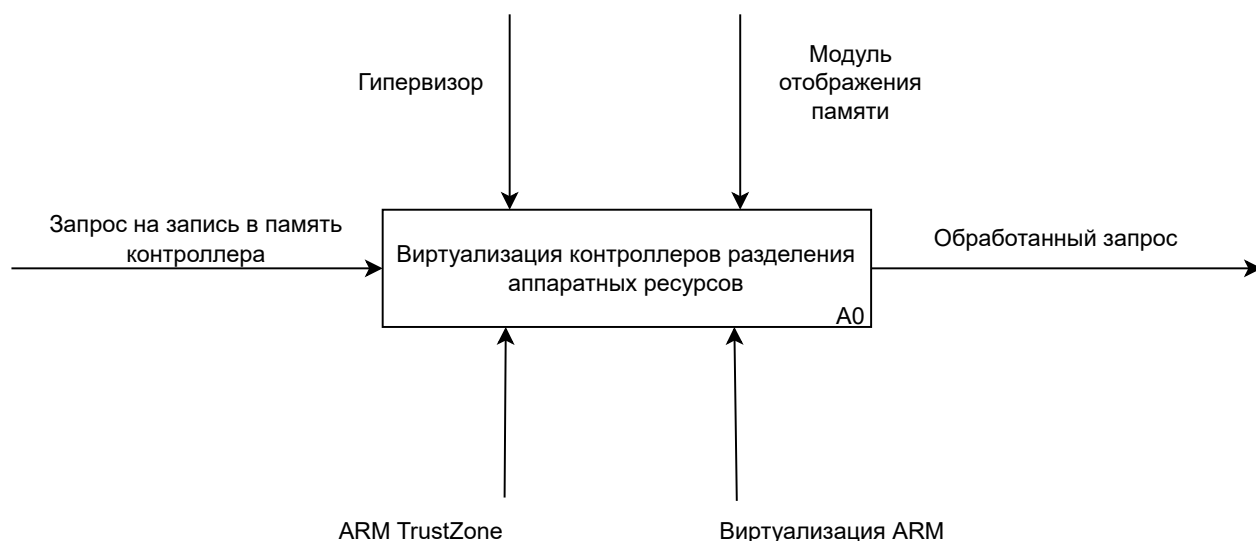 Гипервизор
Модуль
отображения
памяти
Запрос на запись в память
контроллера
Виртуализация контроллеров разделения
аппаратных ресурсов
A0
Обработанный запрос
ARM TrustZone
Виртуализация ARM